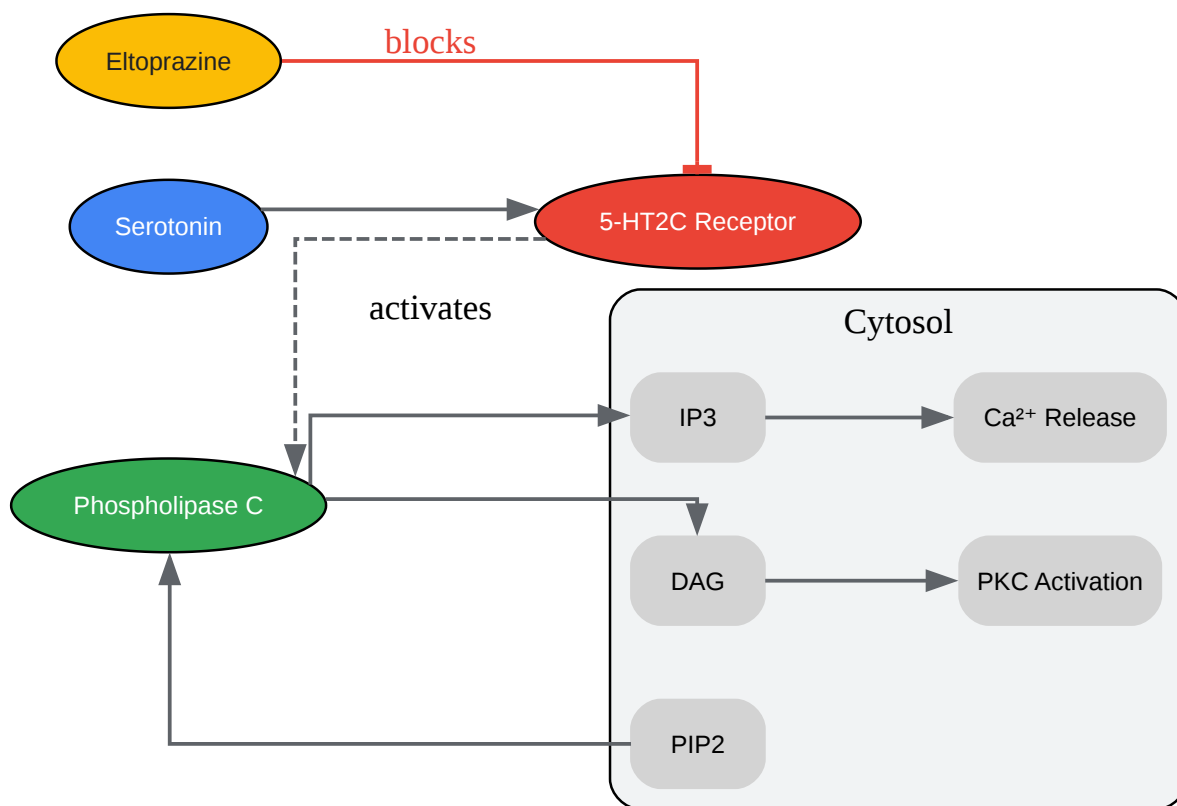 Eltoprazine
blocks
Serotonin
5-HT2C Receptor
activates
Cytosol
IP3
Ca²⁺ Release
Phospholipase C
DAG
PKC Activation
PIP2